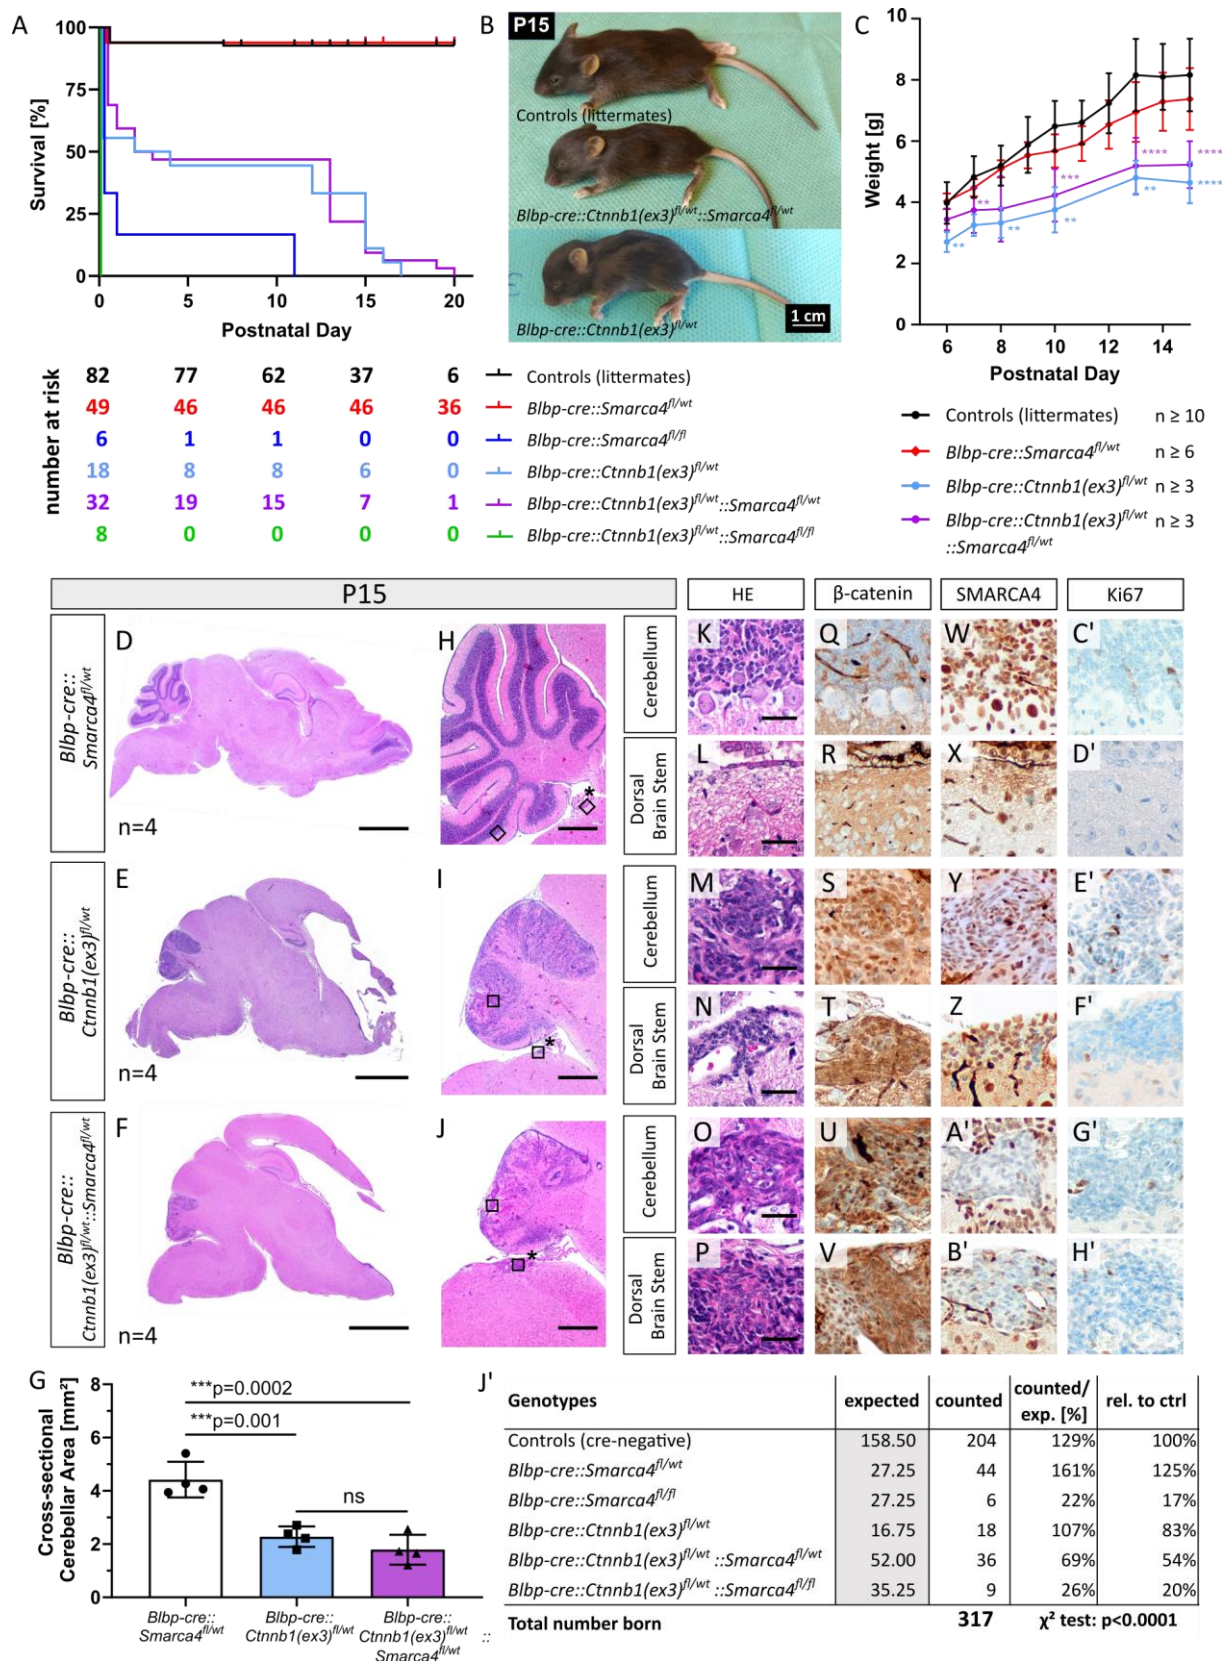 A
Survival [%]
100
75
50
25
0
0 5 10 15 20
Postnatal Day
B
P15
Controls (littermates)
Blbp-cre::Ctnnb1(ex3)fl/wt::Smarca4fl/wt
Blbp-cre::Ctnnb1(ex3)fl/wt
1 cm
C
Weight [g]
10
8
6
4
2
0
6 8 10 12 14
Postnatal Day
** ** ** *** ** **** ** **** ****
number at risk
82 77 62 37 6 Controls (littermates)
49 46 46 46 36 Blbp-cre::Smarca4fl/wt
6 1 1 0 0 Blbp-cre::Smarca4fl/fl
18 8 8 6 0 Blbp-cre::Ctnnb1(ex3)fl/wt
32 19 15 7 1 Blbp-cre::Ctnnb1(ex3)fl/wt::Smarca4fl/wt
8 0 0 0 0 Blbp-cre::Ctnnb1(ex3)fl/wt::Smarca4fl/fl
Controls (littermates) n ≥ 10
Blbp-cre::Smarca4fl/wt n ≥ 6
Blbp-cre::Ctnnb1(ex3)fl/wt n ≥ 3
Blbp-cre::Ctnnb1(ex3)fl/wt n ≥ 3
::Smarca4fl/wt
P15
HE β-catenin SMARCA4 Ki67
Blbp-cre::
Smarca4fl/wt
D
n=4
H
*
Cerebellum
K Q W C'
Dorsal
Brain Stem
L R X D'
Blbp-cre::
Ctnnb1(ex3)fl/wt
E
n=4
I
*
Cerebellum
M S Y E'
Dorsal
Brain Stem
N T Z F'
Blbp-cre::
Ctnnb1(ex3)fl/wt::Smarca4fl/wt
F
n=4
J
*
Cerebellum
O U A' G'
Dorsal
Brain Stem
P V B' H'
G
Cross-sectional
Cerebellar Area [mm²]
8
6
4
2
0
***p=0.0002
***p=0.001
ns
Blbp-cre::
Smarca4fl/wt
Blbp-cre::
Ctnnb1(ex3)fl/wt
Blbp-cre::
Ctnnb1(ex3)fl/wt ::
Smarca4fl/wt
J'
Genotypes expected counted counted/
exp. [%] rel. to ctrl
Controls (cre-negative) 158.50 204 129% 100%
Blbp-cre::Smarca4fl/wt 27.25 44 161% 125%
Blbp-cre::Smarca4fl/fl 27.25 6 22% 17%
Blbp-cre::Ctnnb1(ex3)fl/wt 16.75 18 107% 83%
Blbp-cre::Ctnnb1(ex3)fl/wt ::Smarca4fl/wt 52.00 36 69% 54%
Blbp-cre::Ctnnb1(ex3)fl/wt ::Smarca4fl/fl 35.25 9 26% 20%
Total number born 317 χ² test: p<0.0001